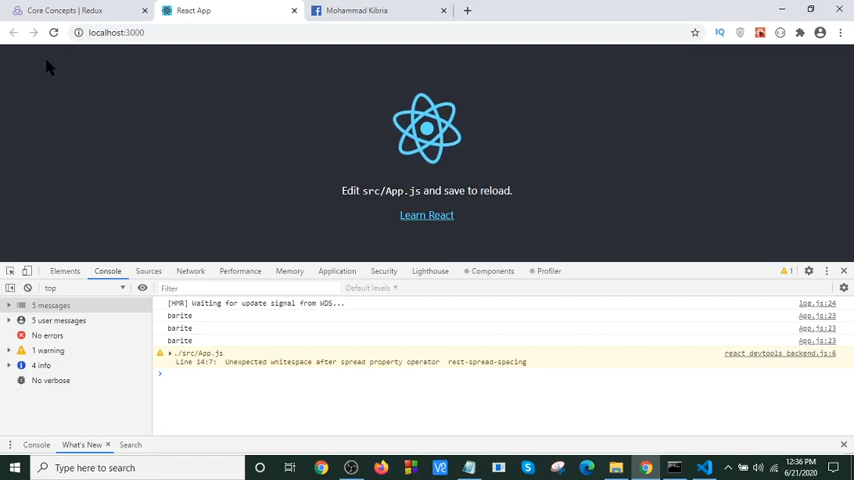 Core Concepts | Redux
React App
Mohammad Kibria
localhost:3000
IQ
Edit src/App.js and save to reload.
Learn React
Elements Console Sources Network Performance Memory Application Security Lighthouse Components Profiler 1
top Filter Default levels
5 messages
5 user messages
No errors
1 warning
4 info
No verbose
[HMR] Waiting for update signal from WDS... log.js:24
barite App.js:23
barite App.js:23
barite App.js:23
./src/App.js react_devtools_backend.js:6
Line 14:7: Unexpected whitespace after spread property operator rest-spread-spacing
Console What's New Search
Type here to search
12:36 PM
6/21/2020